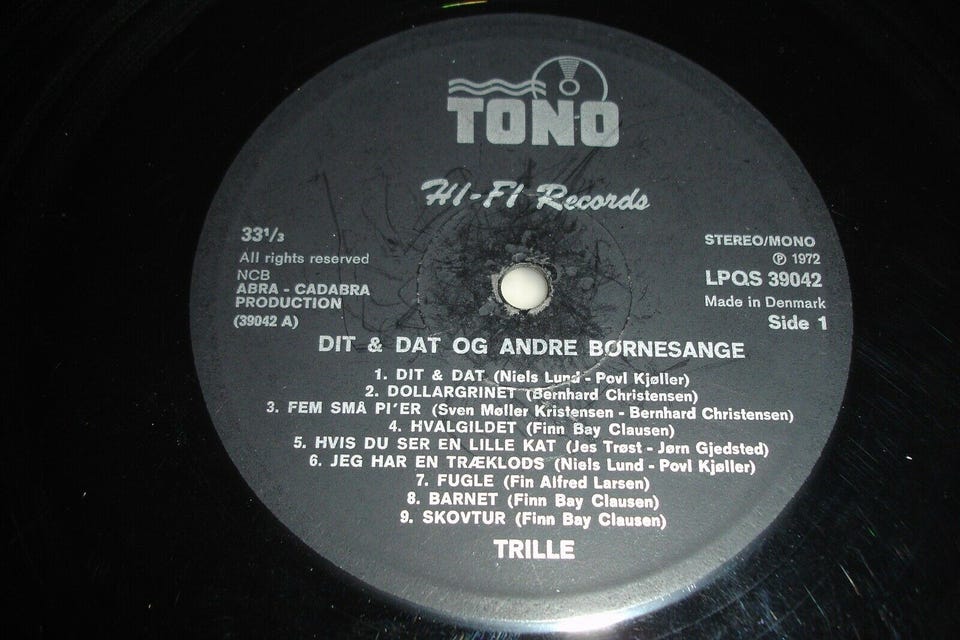 TONO
HI-FI Records
33⅓
All rights reserved
NCB
ABRA - CADABRA
PRODUCTION
(39042 A)
STEREO/MONO
℗ 1972
LPQS 39042
Made in Denmark
Side 1
DIT & DAT OG ANDRE BØRNESANGE
1. DIT & DAT (Niels Lund - Povl Kjøller)
2. DOLLARGRINET (Bernhard Christensen)
3. FEM SMÅ PI'ER (Sven Møller Kristensen - Bernhard Christensen)
4. HVALGILDET (Finn Bay Clausen)
5. HVIS DU SER EN LILLE KAT (Jes Trøst - Jørn Gjedsted)
6. JEG HAR EN TRÆKLODS (Niels Lund - Povl Kjøller)
7. FUGLE (Fin Alfred Larsen)
8. BARNET (Finn Bay Clausen)
9. SKOVTUR (Finn Bay Clausen)
TRILLE